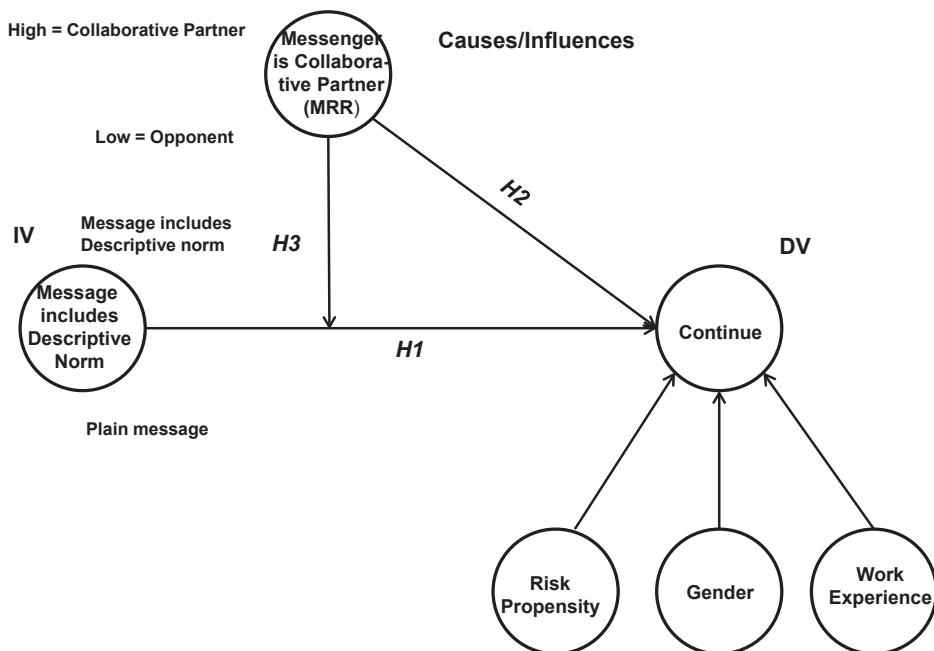 High = Collaborative Partner
Messenger
is Collabora-
tive Partner
(MRR)
Causes/Influences
Low = Opponent
H2
IV
Message includes
Descriptive norm
H3
DV
Message
includes
Descriptive
Norm
H1
Continue
Plain message
Risk
Propensity
Gender
Work
Experience